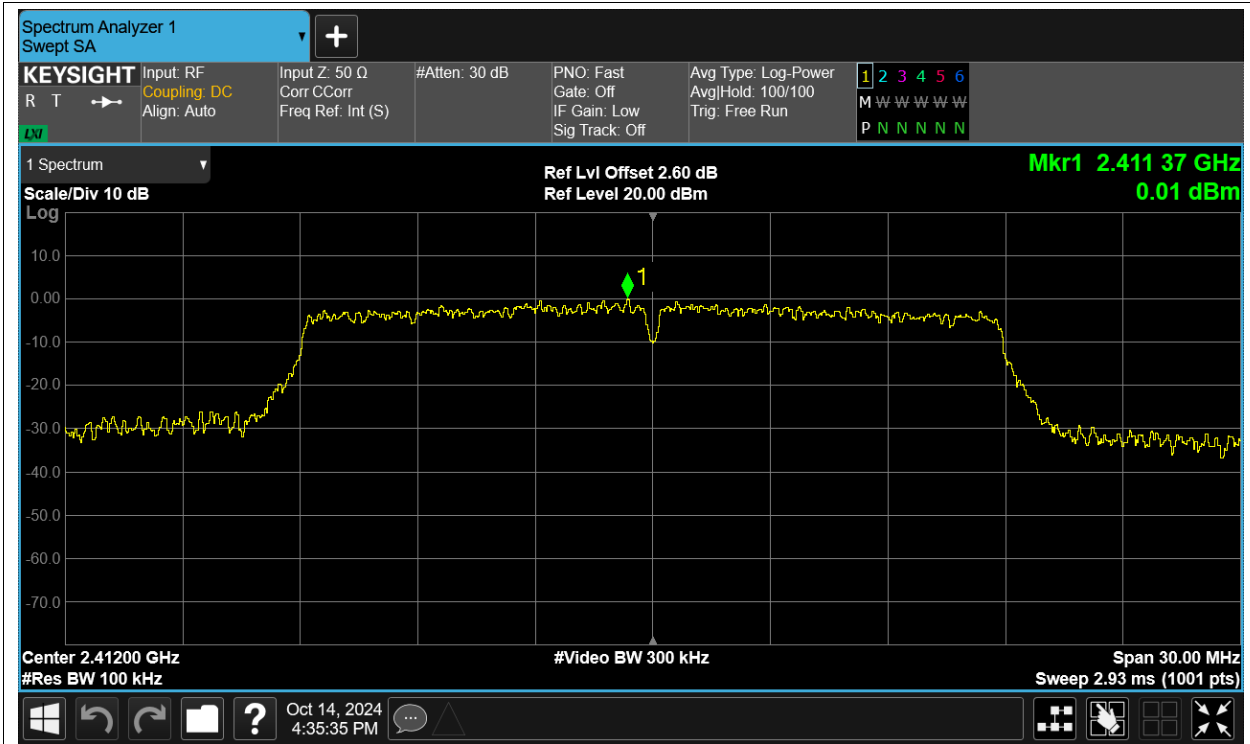 Spectrum Analyzer 1
Swept SA
KEYSIGHT
R T
LXI
Input: RF
Coupling: DC
Align: Auto
Input Z: 50 Ω
Corr CCorr
Freq Ref: Int (S)
#Atten: 30 dB
PNO: Fast
Gate: Off
IF Gain: Low
Sig Track: Off
Avg Type: Log-Power
Avg|Hold: 100/100
Trig: Free Run
1 2 3 4 5 6
M W W W W W
P N N N N N
1 Spectrum
Scale/Div 10 dB
Log
Ref Lvl Offset 2.60 dB
Ref Level 20.00 dBm
Mkr1 2.411 37 GHz
0.01 dBm
10.0
0.00
-10.0
-20.0
-30.0
-40.0
-50.0
-60.0
-70.0
1
Center 2.41200 GHz
#Res BW 100 kHz
#Video BW 300 kHz
Span 30.00 MHz
Sweep 2.93 ms (1001 pts)
?
Oct 14, 2024
4:35:35 PM